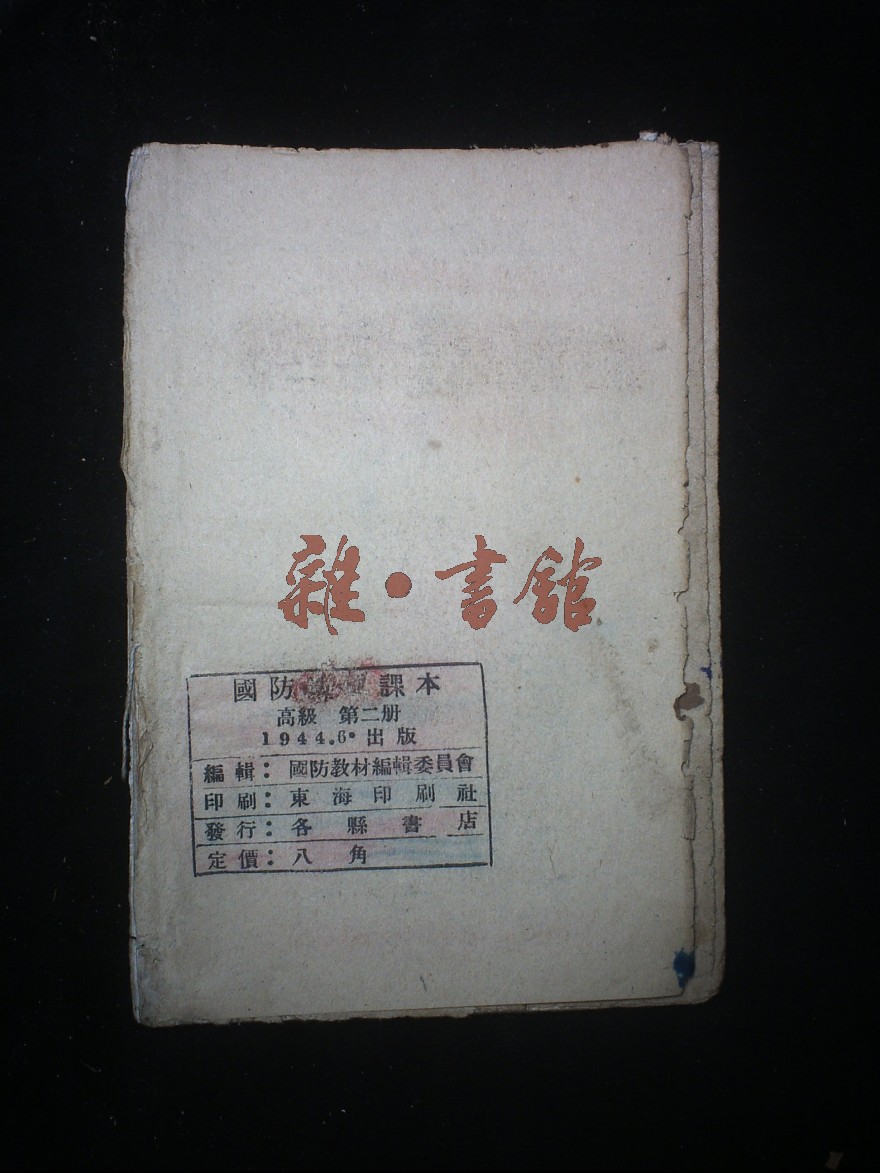 雜·書館
國防 課本
高級 第二册
1944.6.出版
編輯：國防教材編輯委員會
印刷：東海印刷社
發行：各縣書店
定價：八角